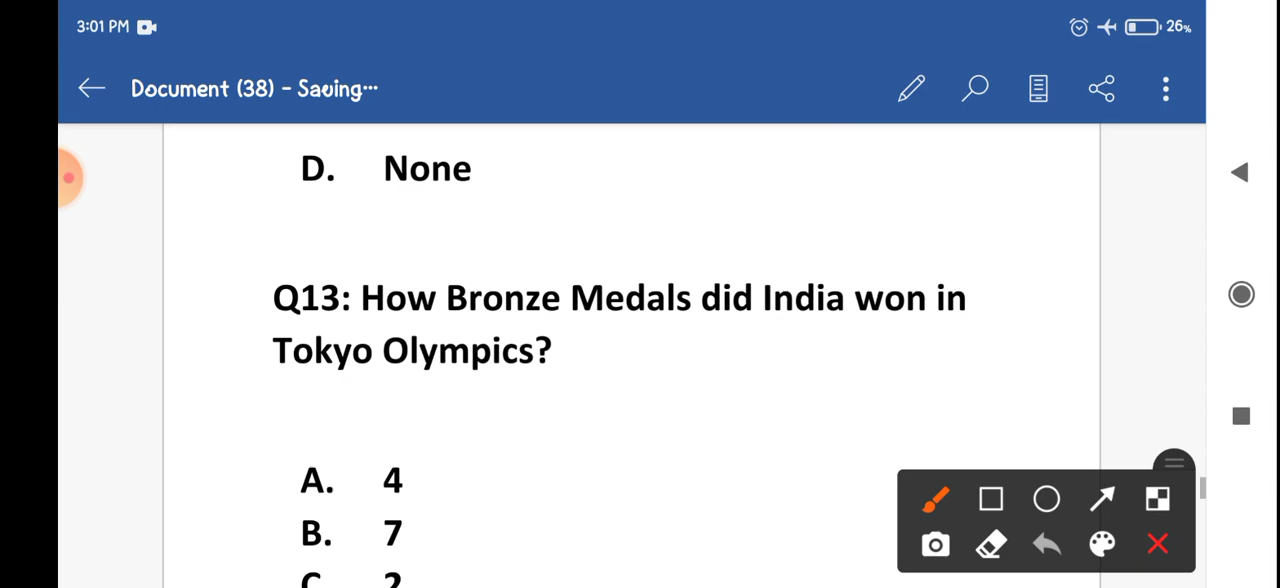 3:01 PM
26%
Document (38) - Saving...
D. None
Q13: How Bronze Medals did India won in
Tokyo Olympics?
A. 4
B. 7
C 2